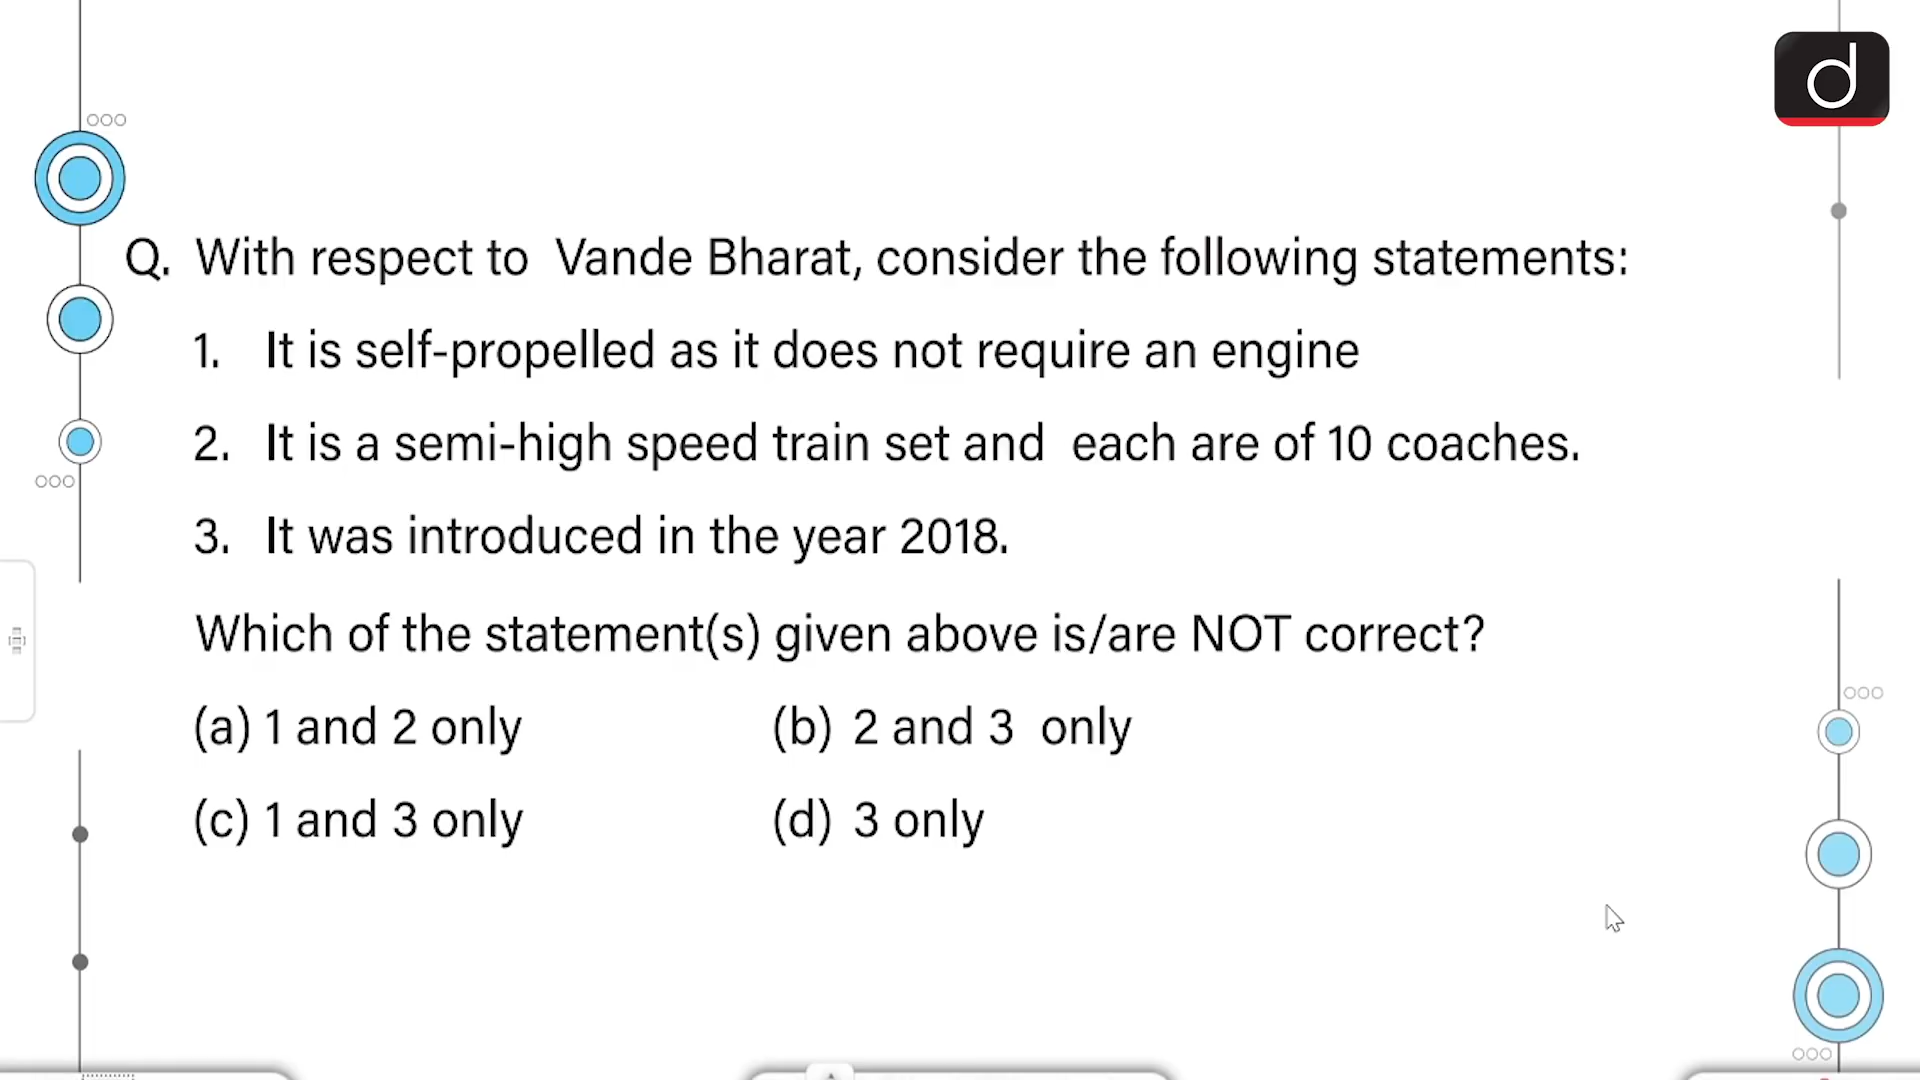 d
Q. With respect to Vande Bharat, consider the following statements:
1. It is self-propelled as it does not require an engine
2. It is a semi-high speed train set and each are of 10 coaches.
3. It was introduced in the year 2018.
Which of the statement(s) given above is/are NOT correct?
(a) 1 and 2 only (b) 2 and 3 only
(c) 1 and 3 only (d) 3 only